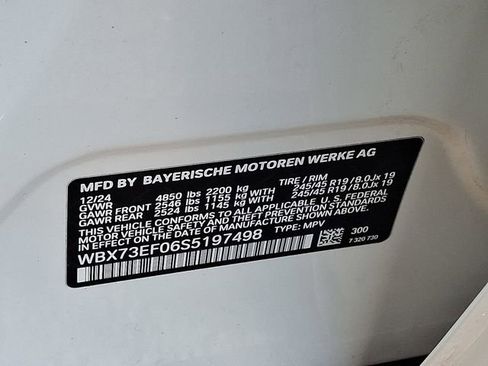 MFD BY BAYERISCHE MOTOREN WERKE AG
12/24 TIRE / RIM
GVWR 4850 lbs 2200 kg
GAWR FRONT 2546 lbs 1155 kg WITH 245/45 R19 / 8.0Jx 19
GAWR REAR 2524 lbs 1145 kg WITH 245/45 R19 / 8.0Jx 19
THIS VEHICLE CONFORMS TO ALL APPLICABLE U. S. FEDERAL
MOTOR VEHICLE SAFETY AND THEFT PREVENTION STANDARDS
IN EFFECT ON THE DATE OF MANUFACTURE SHOWN ABOVE.
WBX73EF06S5197498 TYPE: MPV
300
7 320 730